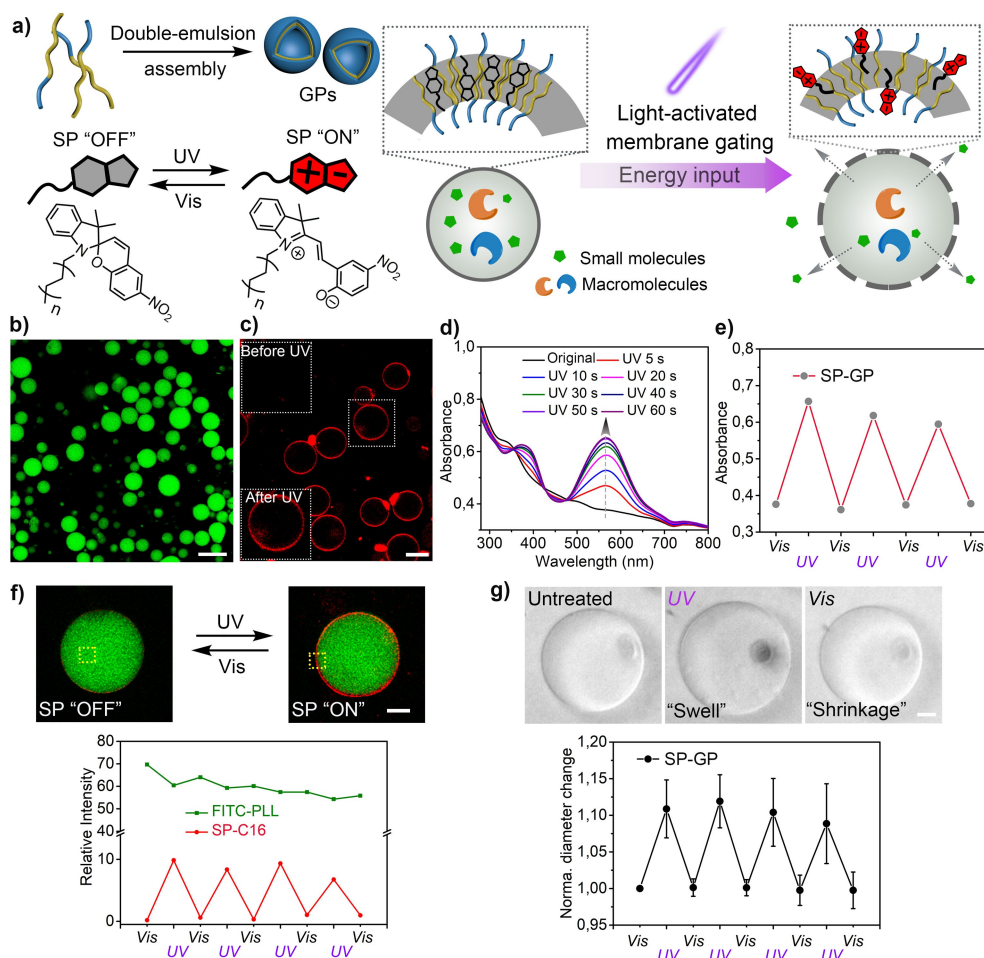 a)
Double-emulsion
assembly
GPs
SP “OFF”
SP “ON”
UV
Vis
N
O
NO₂
n
N
⊕
NO₂
O
⊖
n
Light-activated
membrane gating
Energy input
Small molecules
Macromolecules
b)
c)
Before UV
After UV
d)
1,0
0,8
0,6
0,4
Absorbance
Original
UV 5 s
UV 10 s
UV 20 s
UV 30 s
UV 40 s
UV 50 s
UV 60 s
300 400 500 600 700 800
Wavelength (nm)
e)
0,8
0,7
0,6
0,5
0,4
0,3
Absorbance
SP-GP
Vis Vis Vis Vis
UV UV UV
f)
SP “OFF”
UV
Vis
SP “ON”
80
70
60
50
40
10
0
Relative Intensity
FITC-PLL
SP-C16
Vis Vis Vis Vis Vis
UV UV UV UV
g)
Untreated
UV
Vis
“Swell”
“Shrinkage”
1,20
1,15
1,10
1,05
1,00
0,95
Norma. diameter change
SP-GP
Vis Vis Vis Vis Vis
UV UV UV UV